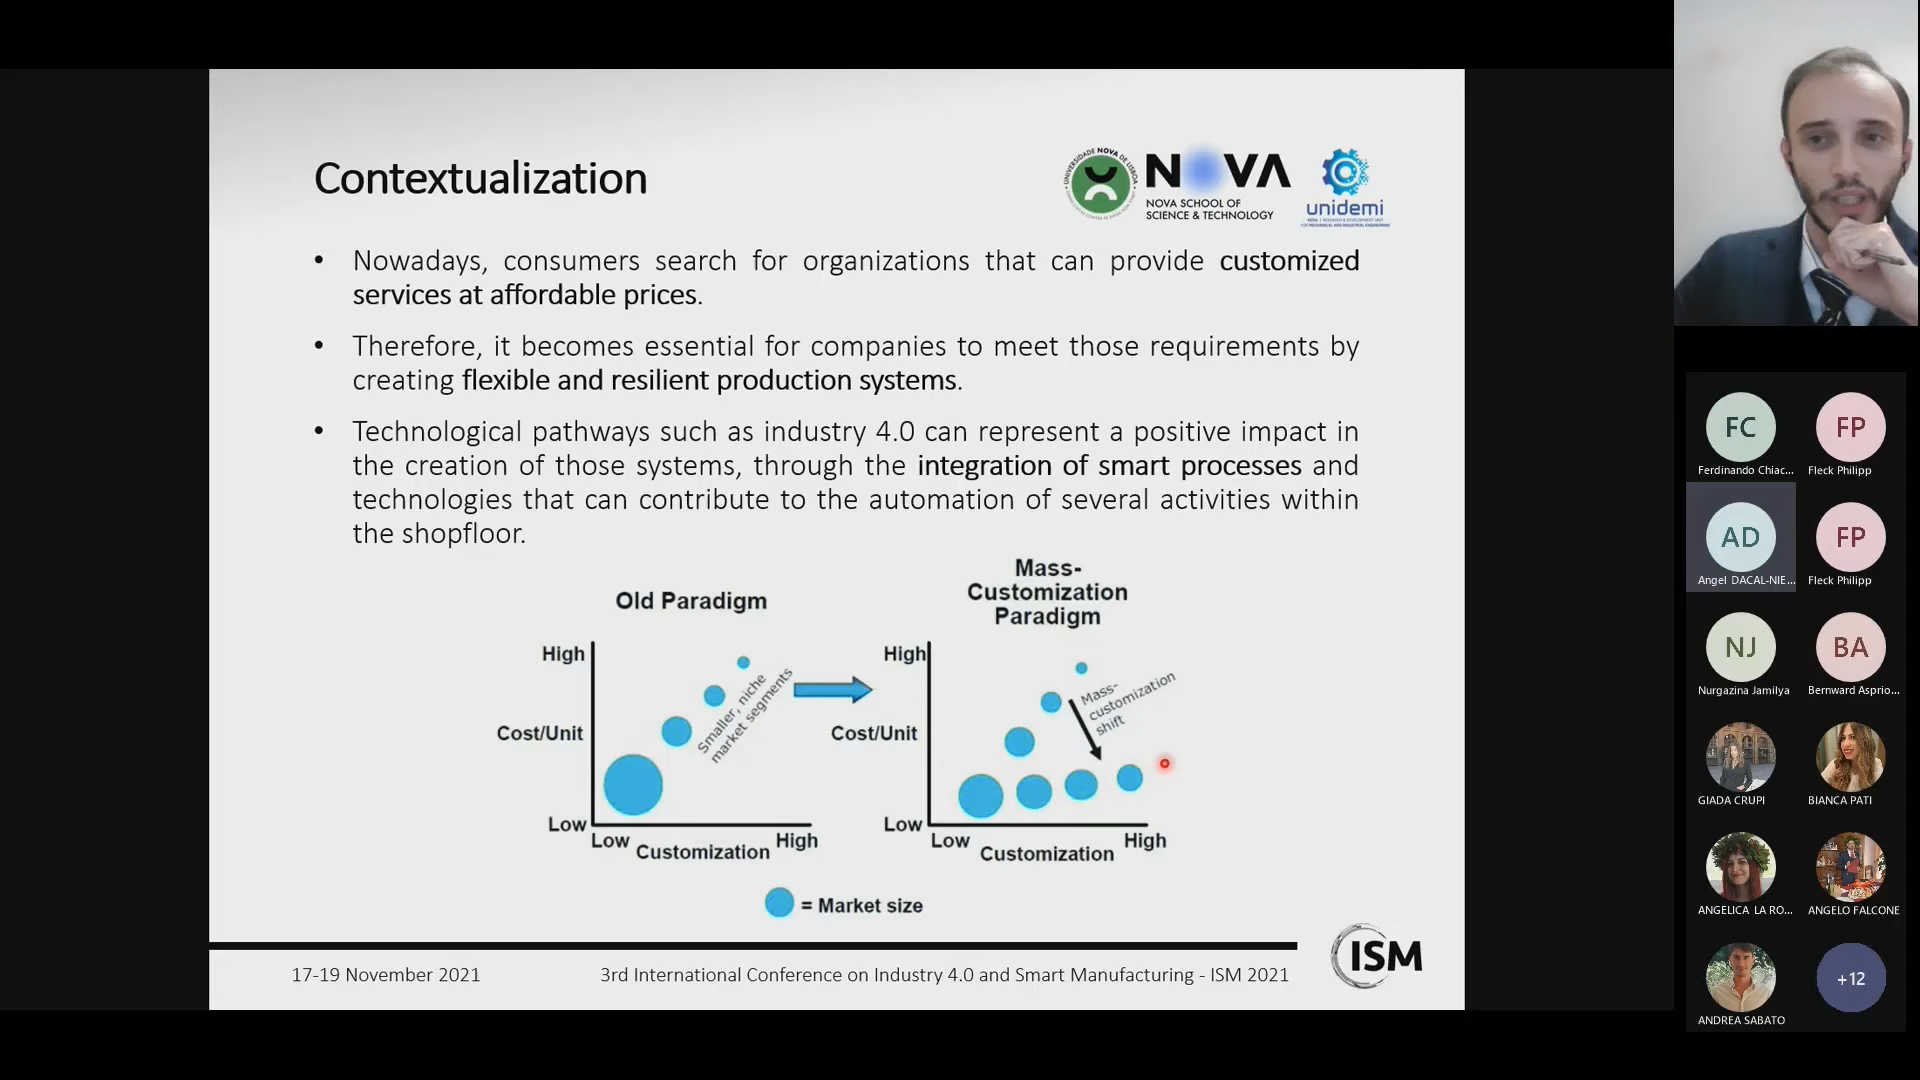 Contextualization
UNIVERSIDADE NOVA DE LISBOA
NOVA
NOVA SCHOOL OF
SCIENCE & TECHNOLOGY
unidemi
• Nowadays, consumers search for organizations that can provide customized
services at affordable prices.
• Therefore, it becomes essential for companies to meet those requirements by
creating flexible and resilient production systems.
• Technological pathways such as industry 4.0 can represent a positive impact in
the creation of those systems, through the integration of smart processes and
technologies that can contribute to the automation of several activities within
the shopfloor.
Old Paradigm
High
Cost/Unit
Low
Low
Customization
High
Smaller, niche
market segments
Mass-
Customization
Paradigm
High
Cost/Unit
Low
Low
Customization
High
Mass-
customization
shift
= Market size
17-19 November 2021
3rd International Conference on Industry 4.0 and Smart Manufacturing - ISM 2021
ISM
FC
Ferdinando Chiac...
FP
Fleck Philipp
AD
Angel DACAL-NIE...
FP
Fleck Philipp
NJ
Nurgazina Jamilya
BA
Bernward Asprio...
GIADA CRUPI
BIANCA PATI
ANGELICA LA RO...
ANGELO FALCONE
ANDREA SABATO
+12